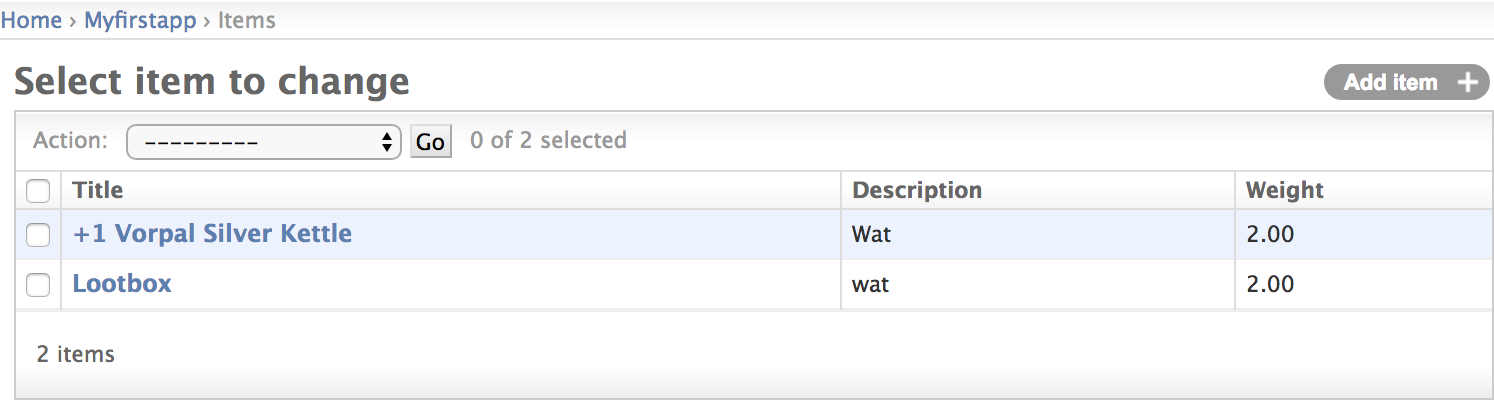 Home › Myfirstapp › Items
Select item to change
Add item +
Action: --------- Go 0 of 2 selected
Title Description Weight
+1 Vorpal Silver Kettle Wat 2.00
Lootbox wat 2.00
2 items